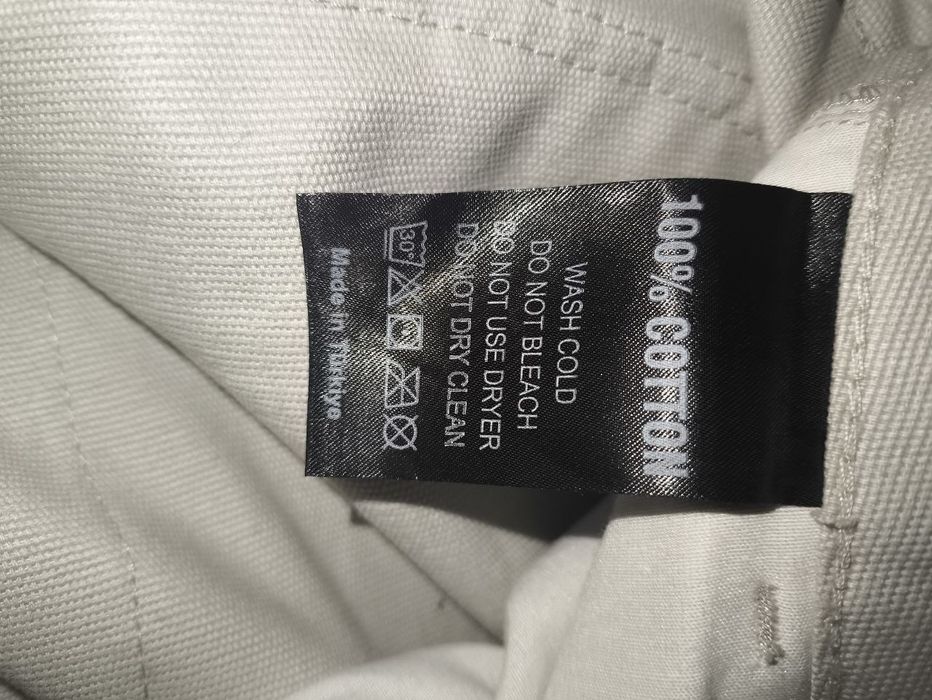 100% COTTON
WASH COLD
DO NOT BLEACH
DO NOT USE DRYER
DO NOT DRY CLEAN
30°
Made in Türkiye